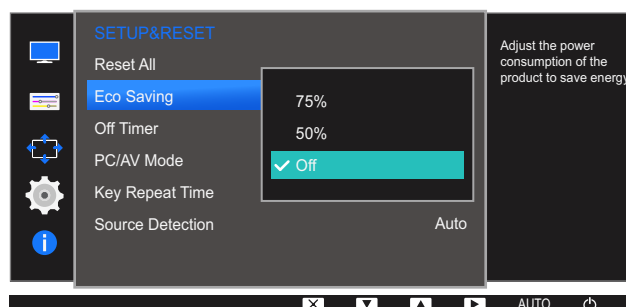 SETUP&RESET
Reset All
Eco Saving
Off Timer
PC/AV Mode
Key Repeat Time
Source Detection
Auto
75%
50%
Off
Adjust the power
consumption of the
product to save energy
AUTO